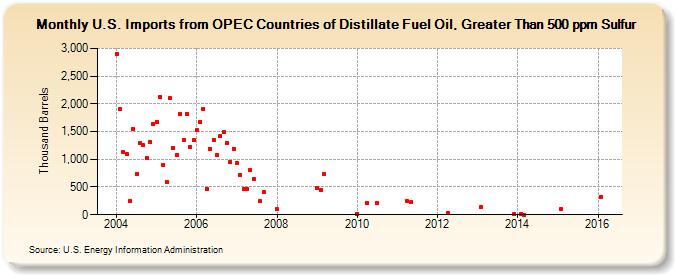 Monthly U.S. Imports from OPEC Countries of Distillate Fuel Oil, Greater Than 500 ppm Sulfur
Thousand Barrels
3,000
2,500
2,000
1,500
1,000
500
0
2004 2006 2008 2010 2012 2014 2016
Source: U.S. Energy Information Administration